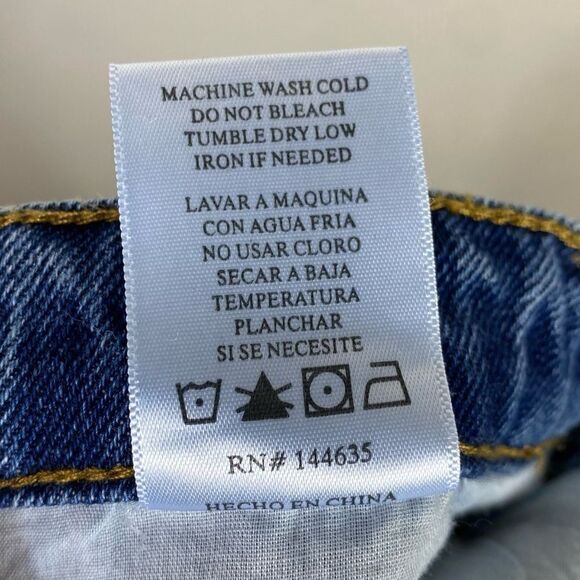 MACHINE WASH COLD
DO NOT BLEACH
TUMBLE DRY LOW
IRON IF NEEDED
LAVAR A MAQUINA
CON AGUA FRIA
NO USAR CLORO
SECAR A BAJA
TEMPERATURA
PLANCHAR
SI SE NECESITE
RN# 144635
HECHO EN CHINA